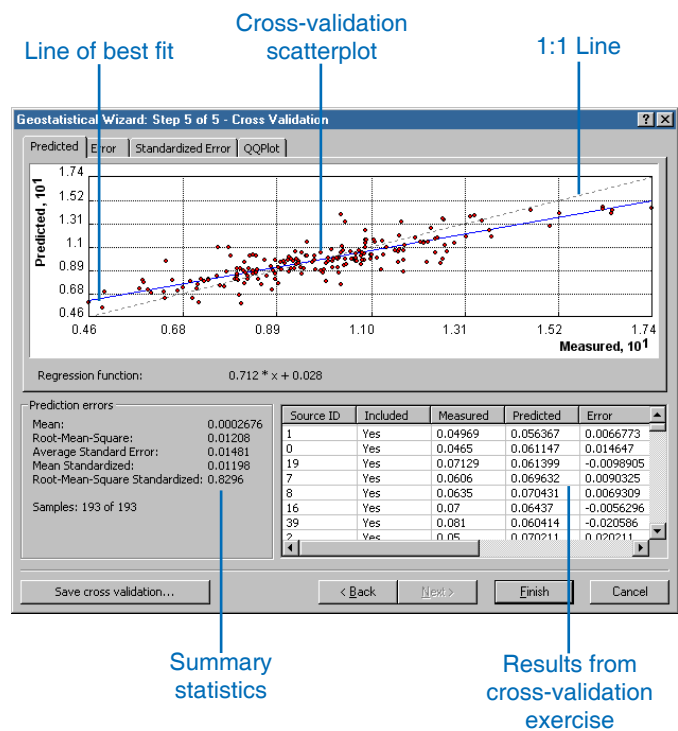 Cross-validation
scatterplot
Line of best fit
1:1 Line
Geostatistical Wizard: Step 5 of 5 - Cross Validation
Predicted Error Standardized Error QQPlot
Predicted, 10¹
1.74
1.52
1.31
1.1
0.89
0.68
0.46
0.46 0.68 0.89 1.10 1.31 1.52 1.74
Measured, 10¹
Regression function: 0.712 * x + 0.028
Prediction errors
Mean: 0.0002676
Root-Mean-Square: 0.01208
Average Standard Error: 0.01481
Mean Standardized: 0.01198
Root-Mean-Square Standardized: 0.8296
Samples: 193 of 193
Source ID Included Measured Predicted Error
1 Yes 0.04969 0.056367 0.0066773
0 Yes 0.0465 0.061147 0.014647
19 Yes 0.07129 0.061399 -0.0098905
7 Yes 0.0606 0.069632 0.0090325
8 Yes 0.0635 0.070431 0.0069309
16 Yes 0.07 0.06437 -0.0056296
39 Yes 0.081 0.060414 -0.020586
2 Yes 0.05 0.070211 0.020211
Save cross validation... < Back Next > Finish Cancel
Summary
statistics
Results from
cross-validation
exercise